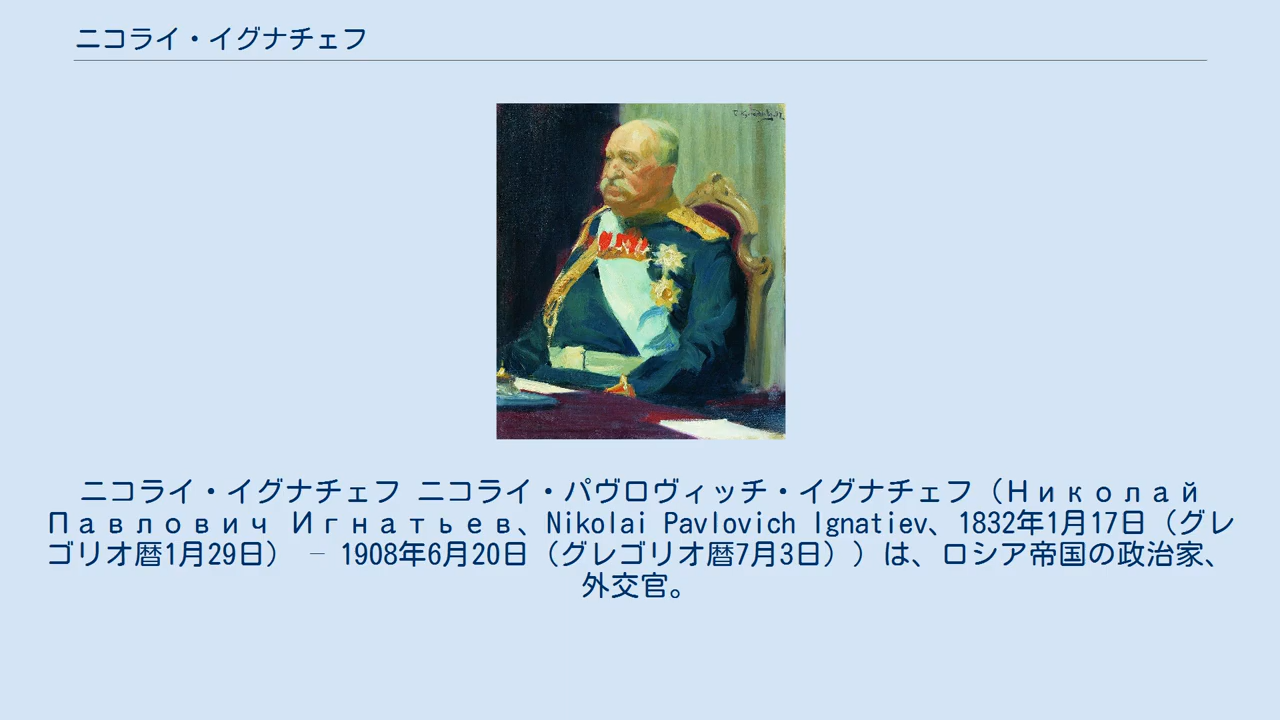 ニコライ・イグナチェフ
ニコライ・イグナチェフ ニコライ・パヴロヴィッチ・イグナチェフ（Николай
Павлович Игнатьев、Nikolai Pavlovich Ignatiev、1832年1月17日（グレ
ゴリオ暦1月29日） – 1908年6月20日（グレゴリオ暦7月3日））は、ロシア帝国の政治家、
外交官。